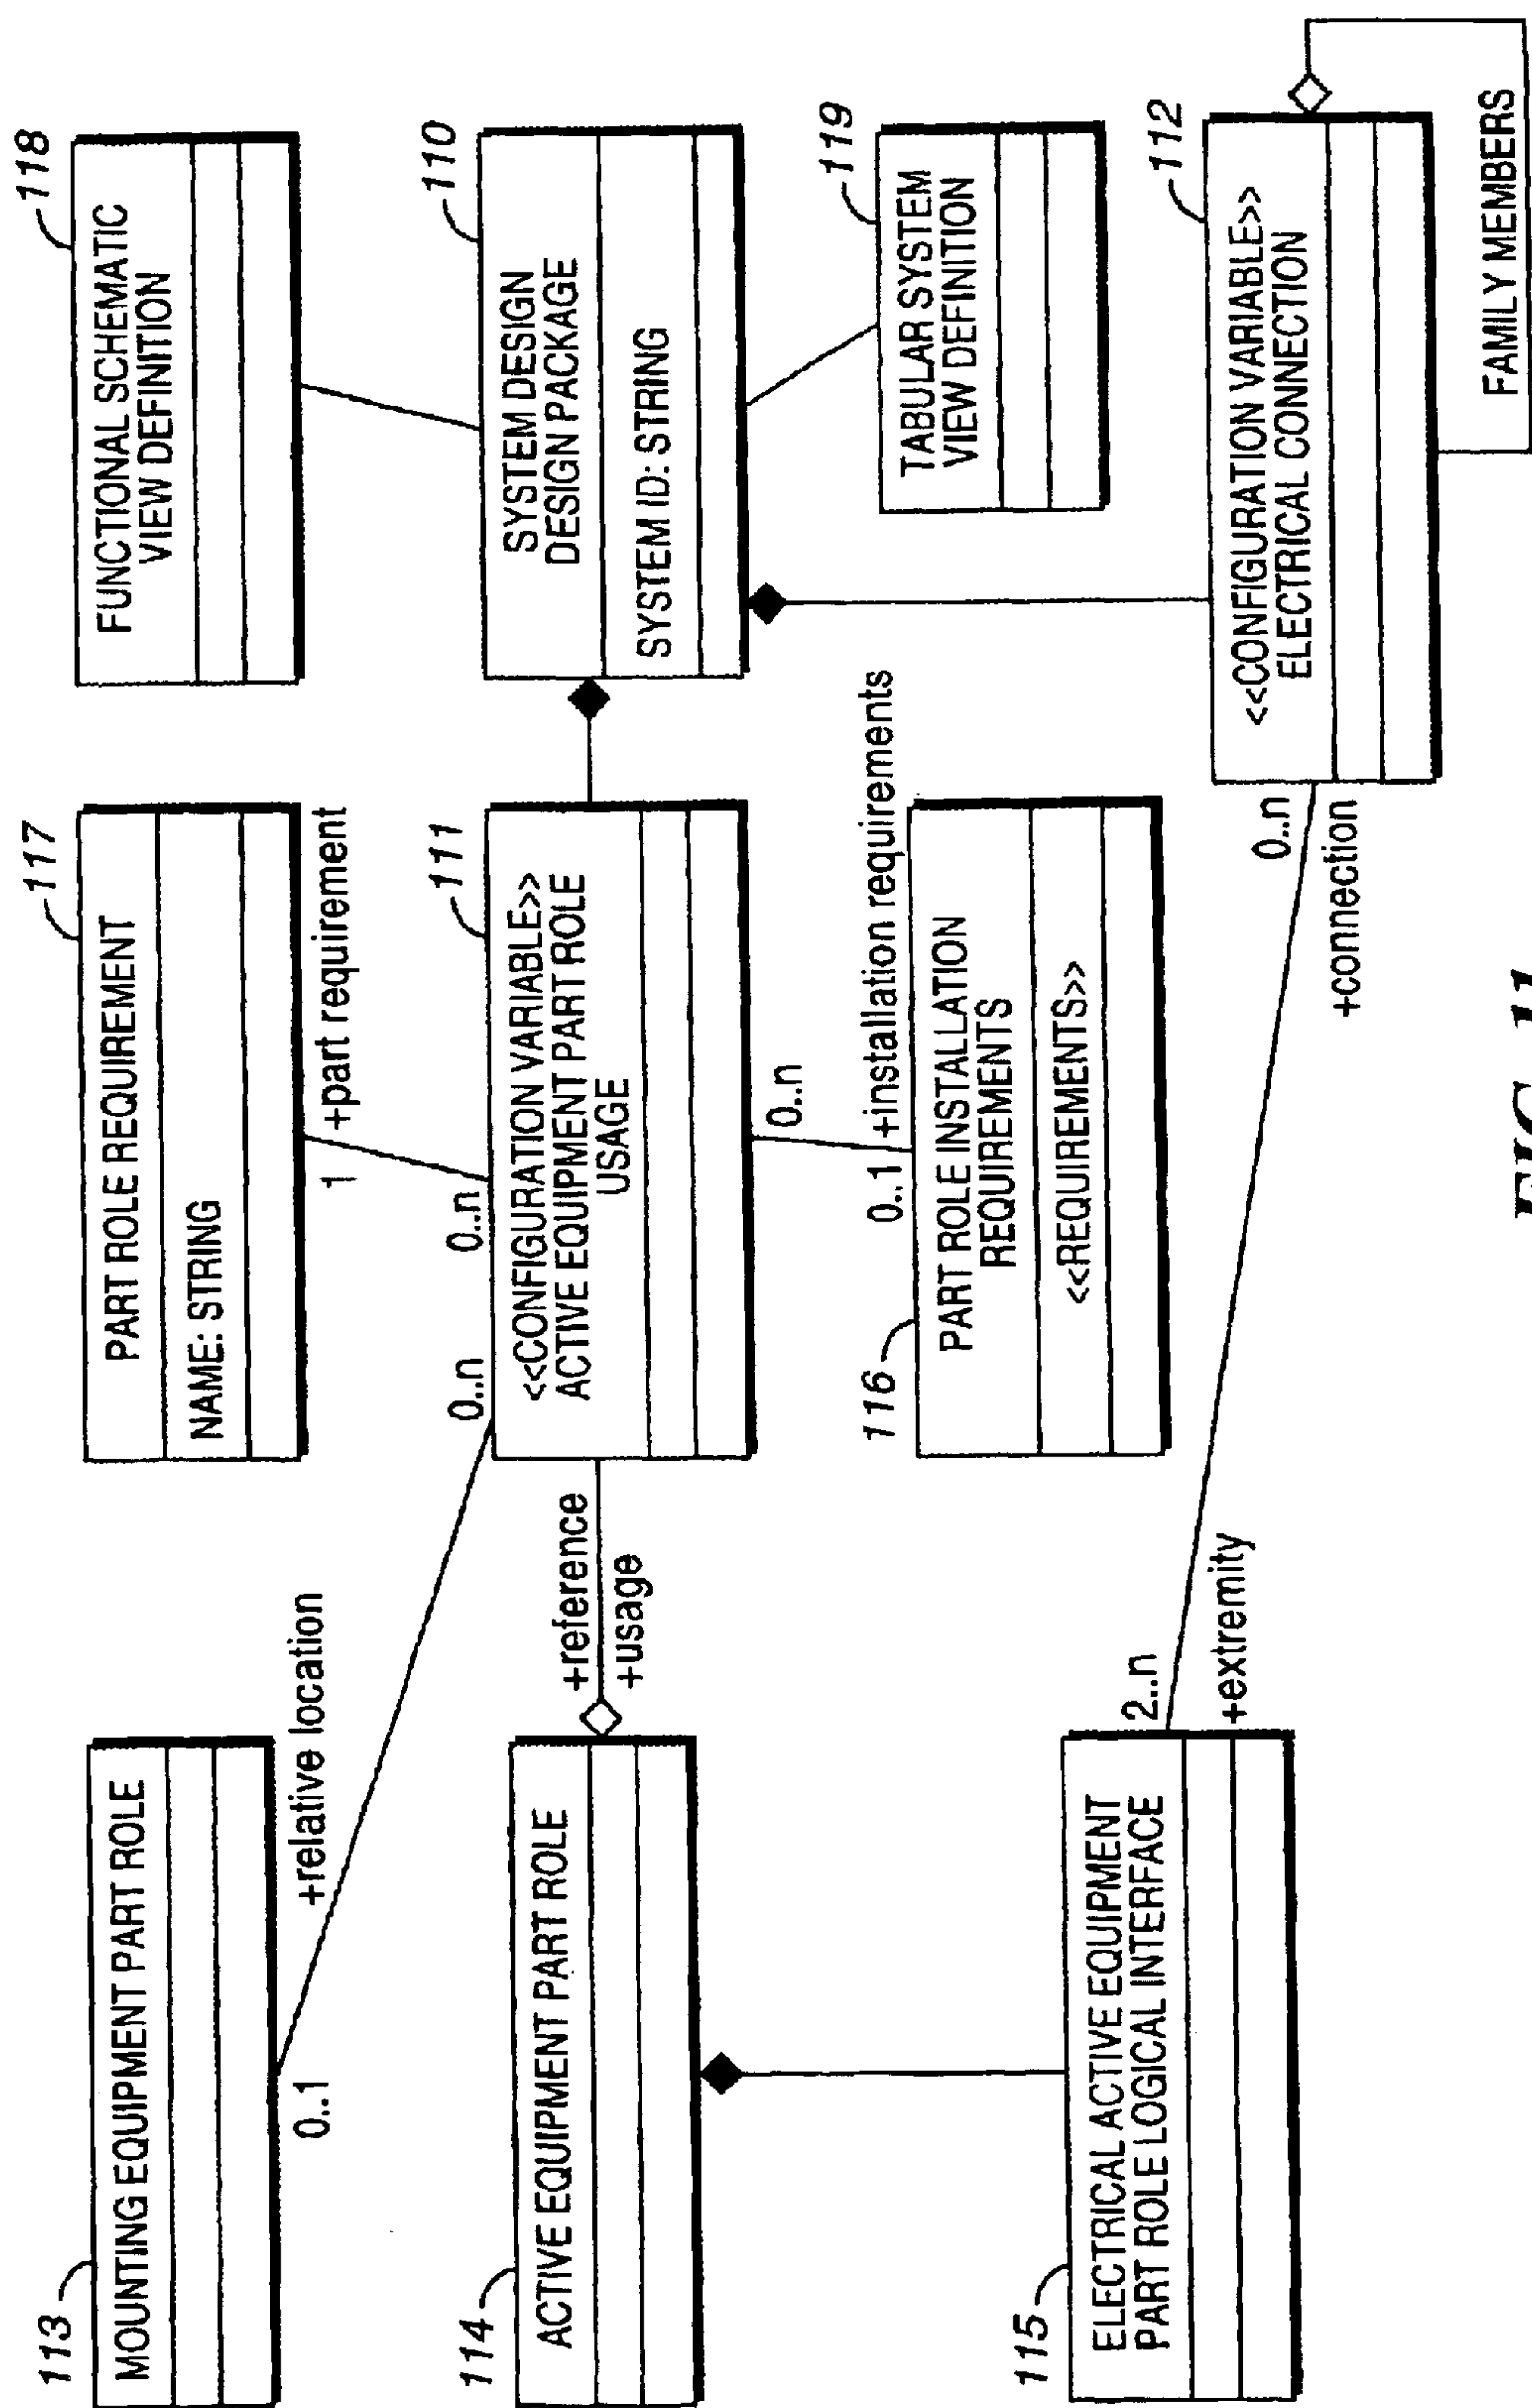 113
MOUNTING EQUIPMENT PART ROLE
+relative location
0..1
117
PART ROLE REQUIREMENT
NAME: STRING
1
+part requirement
118
FUNCTIONAL SCHEMATIC
VIEW DEFINITION
114
ACTIVE EQUIPMENT PART ROLE
+reference
+usage
0..n
0..n
111
<<CONFIGURATION VARIABLE>>
ACTIVE EQUIPMENT PART ROLE
USAGE
0..n
110
SYSTEM DESIGN
DESIGN PACKAGE
SYSTEM ID: STRING
0..1
+installation requirements
116
PART ROLE INSTALLATION
REQUIREMENTS
<<REQUIREMENTS>>
119
TABULAR SYSTEM
VIEW DEFINITION
115
ELECTRICAL ACTIVE EQUIPMENT
PART ROLE LOGICAL INTERFACE
2..n
+extremity
0..n
+connection
112
<<CONFIGURATION VARIABLE>>
ELECTRICAL CONNECTION
FAMILY MEMBERS